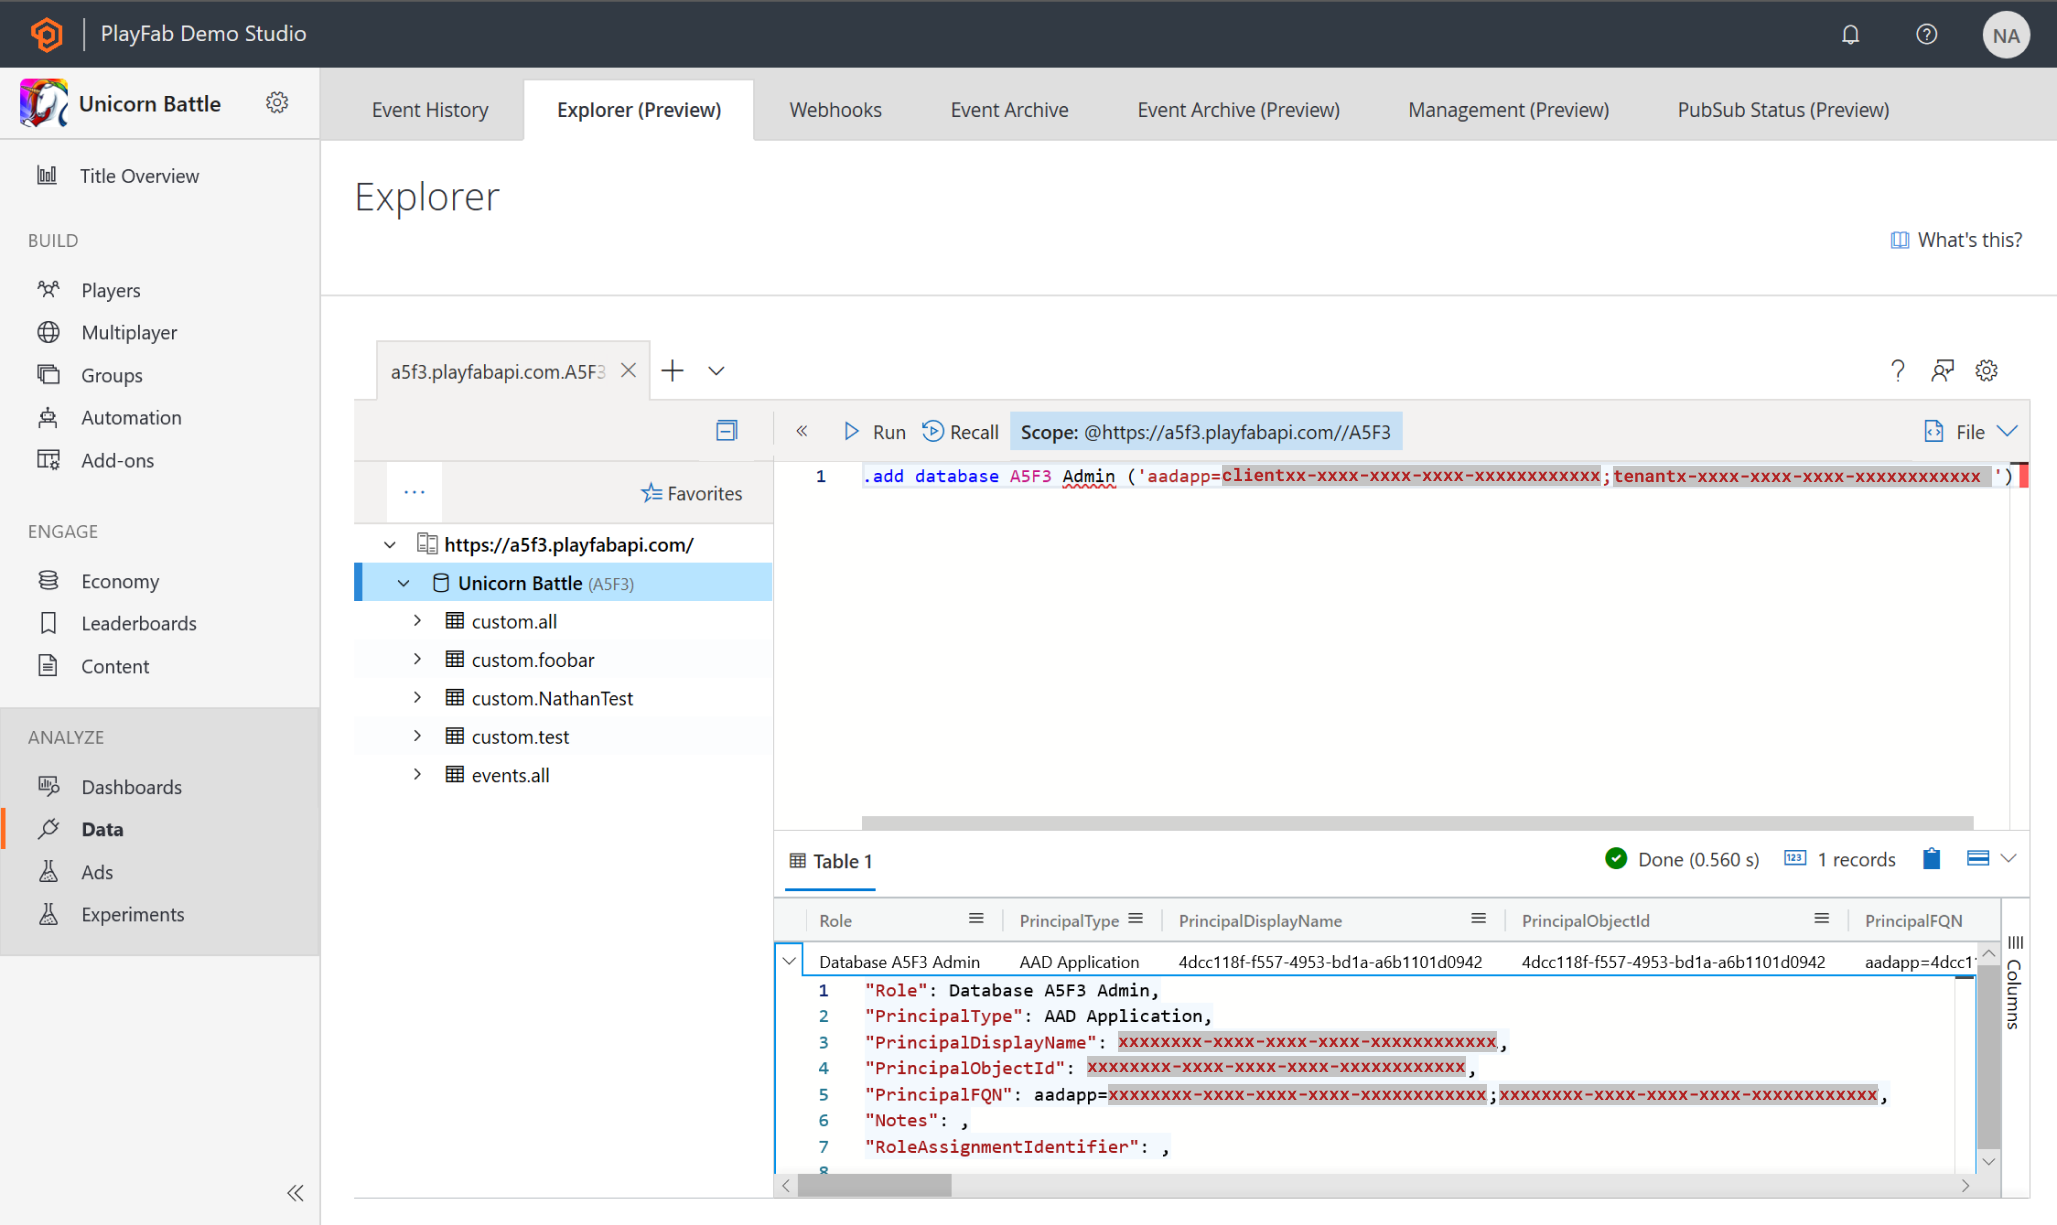 PlayFab Demo Studio
NA
Unicorn Battle
Event History
Explorer (Preview)
Webhooks
Event Archive
Event Archive (Preview)
Management (Preview)
PubSub Status (Preview)
Title Overview
BUILD
Players
Multiplayer
Groups
Automation
Add-ons
ENGAGE
Economy
Leaderboards
Content
ANALYZE
Dashboards
Data
Ads
Experiments
Explorer
What's this?
a5f3.playfabapi.com.A5F3
Run
Recall
Scope: @https://a5f3.playfabapi.com//A5F3
File
Favorites
https://a5f3.playfabapi.com/
Unicorn Battle (A5F3)
custom.all
custom.foobar
custom.NathanTest
custom.test
events.all
1 .add database A5F3 Admin ('aadapp=clientxx-xxxx-xxxx-xxxx-xxxxxxxxxxxx;tenantx-xxxx-xxxx-xxxx-xxxxxxxxxxxx ')
Table 1
Done (0.560 s)
123 1 records
Role PrincipalType PrincipalDisplayName PrincipalObjectId PrincipalFQN
Database A5F3 Admin AAD Application 4dcc118f-f557-4953-bd1a-a6b1101d0942 4dcc118f-f557-4953-bd1a-a6b1101d0942 aadapp=4dcc1
1 "Role": Database A5F3 Admin,
2 "PrincipalType": AAD Application,
3 "PrincipalDisplayName": xxxxxxxx-xxxx-xxxx-xxxx-xxxxxxxxxxxx,
4 "PrincipalObjectId": xxxxxxxx-xxxx-xxxx-xxxx-xxxxxxxxxxxx,
5 "PrincipalFQN": aadapp=xxxxxxxx-xxxx-xxxx-xxxx-xxxxxxxxxxxx;xxxxxxxx-xxxx-xxxx-xxxx-xxxxxxxxxxxx,
6 "Notes": ,
7 "RoleAssignmentIdentifier": ,
8
Columns